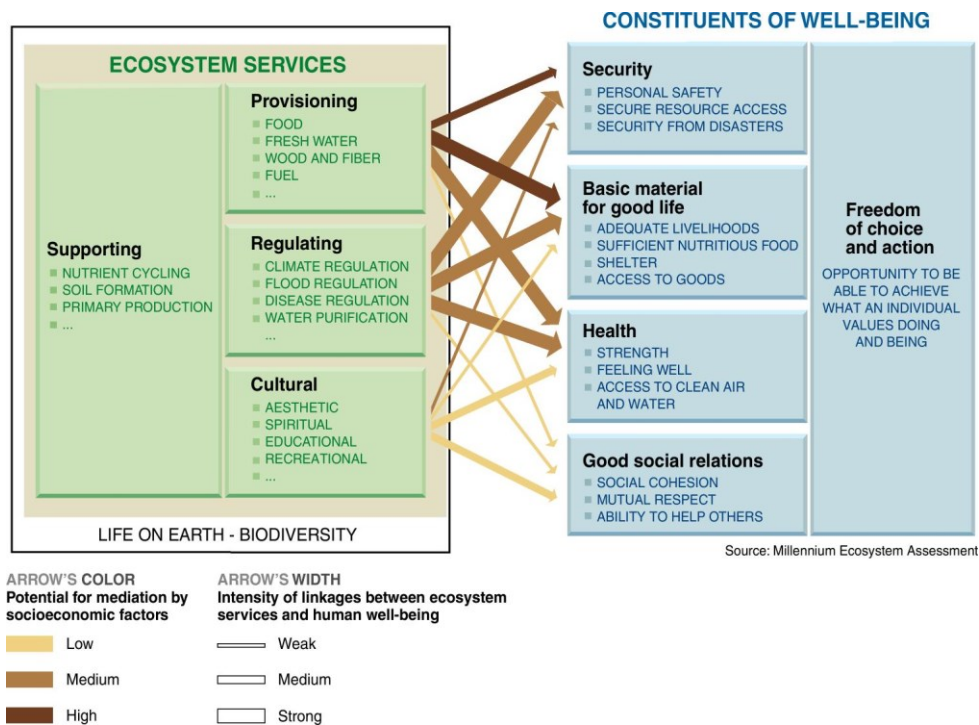 CONSTITUENTS OF WELL-BEING
ECOSYSTEM SERVICES
Supporting
NUTRIENT CYCLING
SOIL FORMATION
PRIMARY PRODUCTION
...
Provisioning
FOOD
FRESH WATER
WOOD AND FIBER
FUEL
...
Regulating
CLIMATE REGULATION
FLOOD REGULATION
DISEASE REGULATION
WATER PURIFICATION
...
Cultural
AESTHETIC
SPIRITUAL
EDUCATIONAL
RECREATIONAL
...
LIFE ON EARTH - BIODIVERSITY
Security
PERSONAL SAFETY
SECURE RESOURCE ACCESS
SECURITY FROM DISASTERS
Basic material
for good life
ADEQUATE LIVELIHOODS
SUFFICIENT NUTRITIOUS FOOD
SHELTER
ACCESS TO GOODS
Health
STRENGTH
FEELING WELL
ACCESS TO CLEAN AIR
AND WATER
Good social relations
SOCIAL COHESION
MUTUAL RESPECT
ABILITY TO HELP OTHERS
Freedom
of choice
and action
OPPORTUNITY TO BE
ABLE TO ACHIEVE
WHAT AN INDIVIDUAL
VALUES DOING
AND BEING
Source: Millennium Ecosystem Assessment
ARROW'S COLOR
Potential for mediation by
socioeconomic factors
Low
Medium
High
ARROW'S WIDTH
Intensity of linkages between ecosystem
services and human well-being
Weak
Medium
Strong